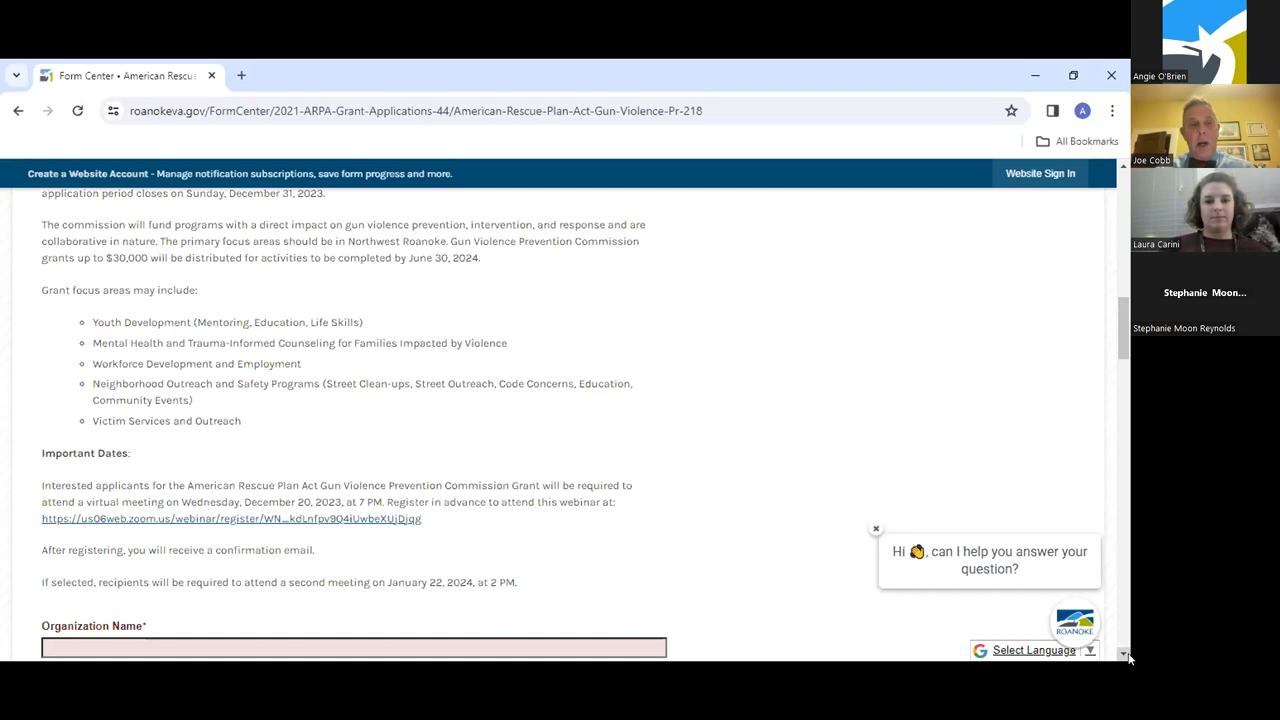 Form Center • American Rescu
roanokeva.gov/FormCenter/2021-ARPA-Grant-Applications-44/American-Rescue-Plan-Act-Gun-Violence-Pr-218
A
All Bookmarks
Create a Website Account - Manage notification subscriptions, save form progress and more.
Website Sign In
application period closes on Sunday, December 31, 2023.
The commission will fund programs with a direct impact on gun violence prevention, intervention, and response and are
collaborative in nature. The primary focus areas should be in Northwest Roanoke. Gun Violence Prevention Commission
grants up to $30,000 will be distributed for activities to be completed by June 30, 2024.
Grant focus areas may include:
Youth Development (Mentoring, Education, Life Skills)
Mental Health and Trauma-Informed Counseling for Families Impacted by Violence
Workforce Development and Employment
Neighborhood Outreach and Safety Programs (Street Clean-ups, Street Outreach, Code Concerns, Education,
Community Events)
Victim Services and Outreach
Important Dates:
Interested applicants for the American Rescue Plan Act Gun Violence Prevention Commission Grant will be required to
attend a virtual meeting on Wednesday, December 20, 2023, at 7 PM. Register in advance to attend this webinar at:
https://us06web.zoom.us/webinar/register/WN_kdLnfpv9Q4iUwbeXUjDjqg
After registering, you will receive a confirmation email.
If selected, recipients will be required to attend a second meeting on January 22, 2024, at 2 PM.
Organization Name*
Hi 👋, can I help you answer your
question?
ROANOKE
G Select Language
Angie O'Brien
Joe Cobb
Laura Carini
Stephanie Moon...
Stephanie Moon Reynolds